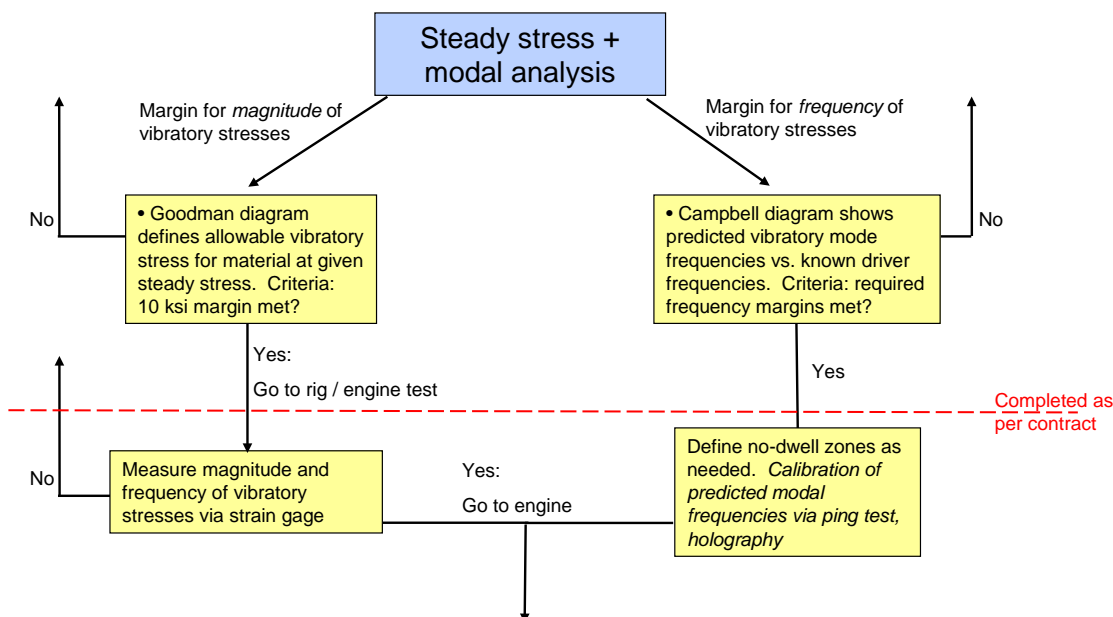 Steady stress +
modal analysis
Margin for magnitude of
vibratory stresses
Margin for frequency of
vibratory stresses
No
• Goodman diagram
defines allowable vibratory
stress for material at given
steady stress.  Criteria:
10 ksi margin met?
• Campbell diagram shows
predicted vibratory mode
frequencies vs. known driver
frequencies.  Criteria: required
frequency margins met?
No
Yes:
Go to rig / engine test
Yes
Completed as
per contract
No
Measure magnitude and
frequency of vibratory
stresses via strain gage
Yes:
Go to engine
Define no-dwell zones as
needed.  Calibration of
predicted modal
frequencies via ping test,
holography